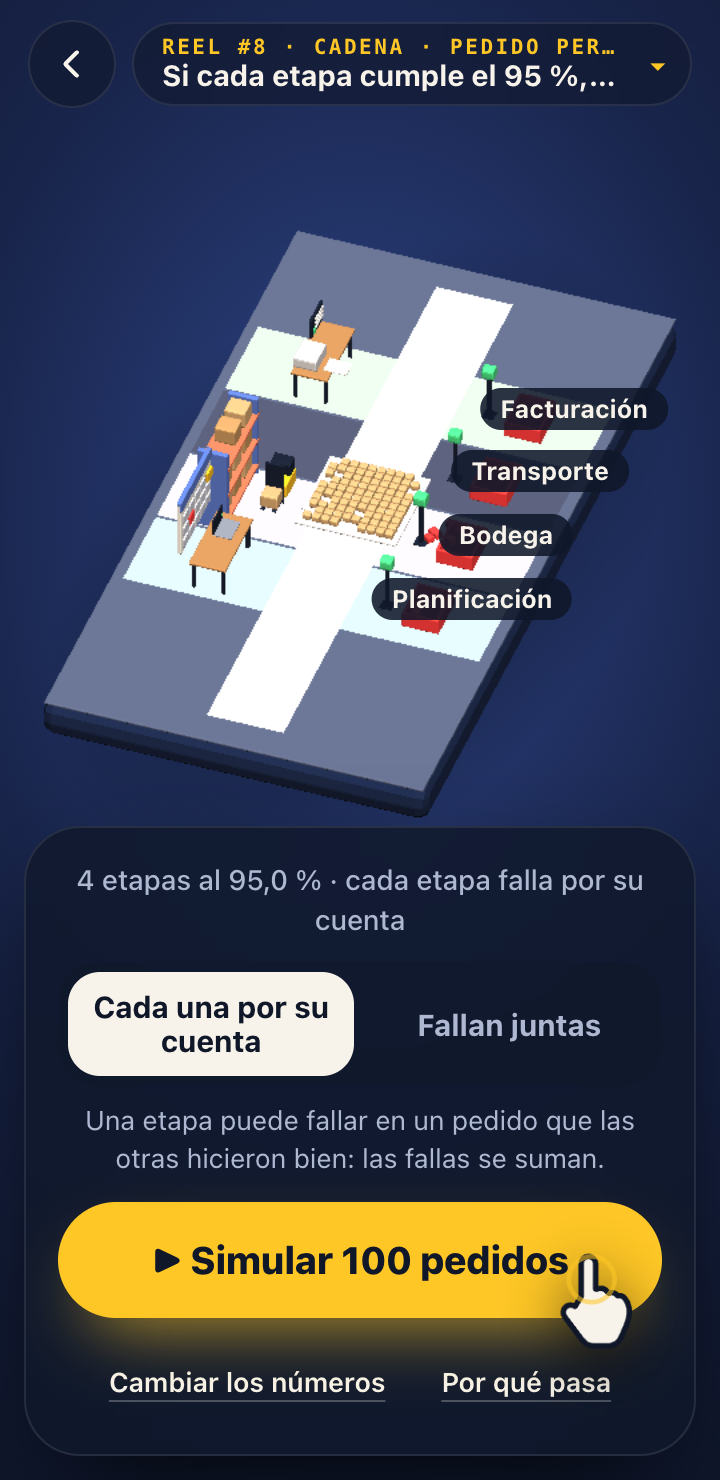 REEL #8 · CADENA · PEDIDO PER…
Si cada etapa cumple el 95 %,…
Facturación
Transporte
Bodega
Planificación
4 etapas al 95,0 % · cada etapa falla por su
cuenta
Cada una por su
cuenta
Fallan juntas
Una etapa puede fallar en un pedido que las
otras hicieron bien: las fallas se suman.
Simular 100 pedidos
Cambiar los números
Por qué pasa